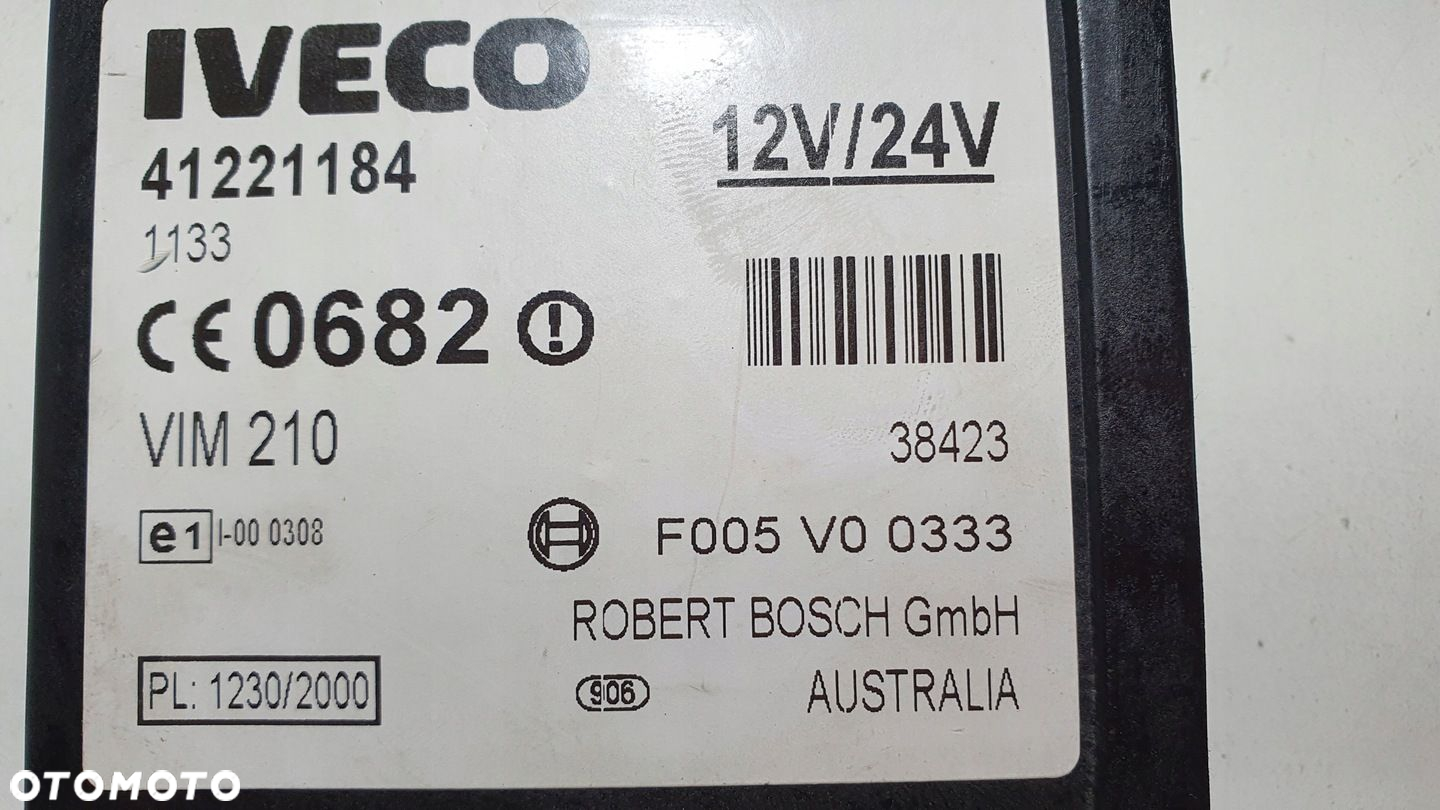 IVECO
12V/24V
41221184
1133
CE 0682
VIM 210
38423
e1 I-00 0308
F005 V0 0333
ROBERT BOSCH GmbH
PL: 1230/2000
906
AUSTRALIA
OTOMOTO